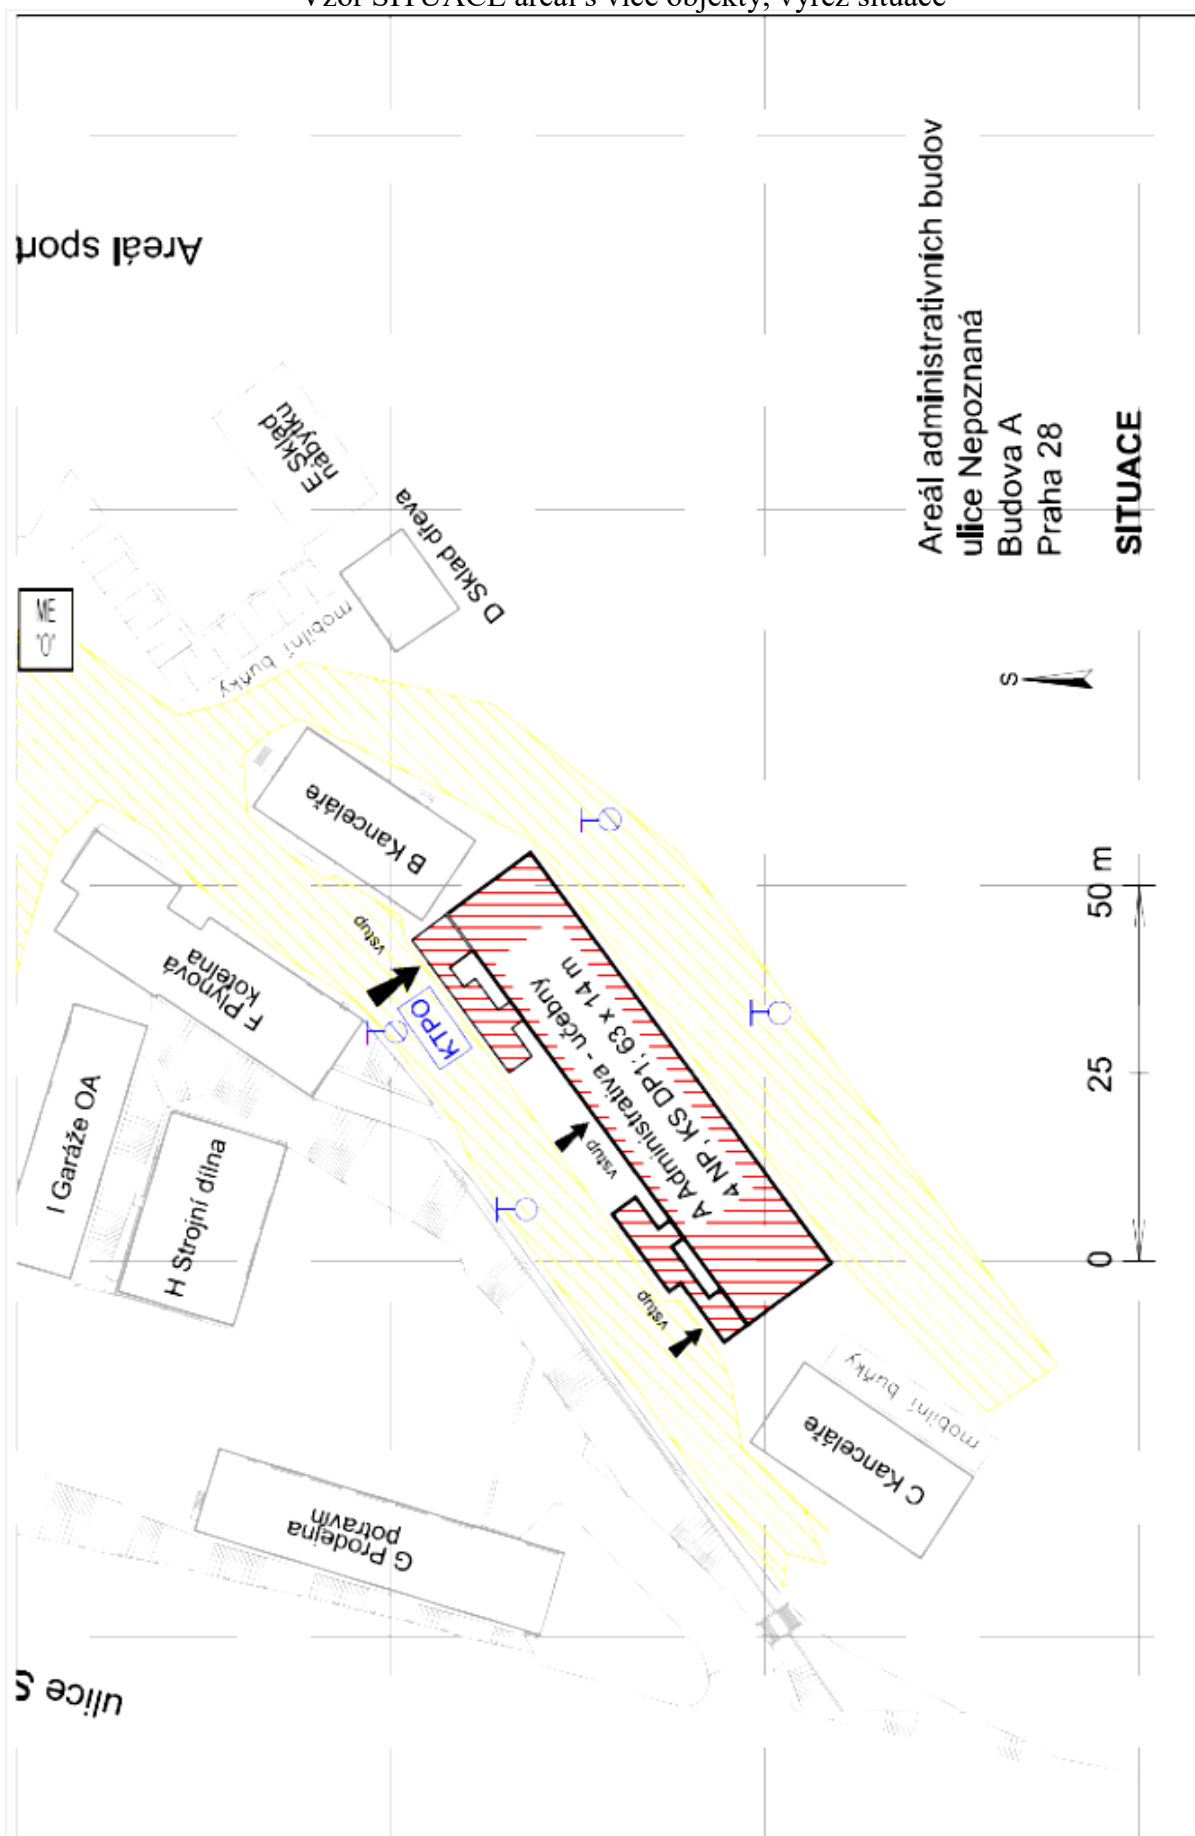 Vzor SITUACE areál s více objekty, výřez situace
Areál sport
Areál administrativních budov
ulice Nepoznaná
Budova A
Praha 28
SITUACE
E Sklad
nábytku
D Sklad dřeva
mobilní buňky
ME
"O"
S
B Kanceláře
vstup
KTPO
F Plynová
kotelna
I Garáže OA
H Strojní dílna
A Administrativa - učebny
4 NP, KS DP1; 63 x 14 m
vstup
vstup
0
25
50 m
mobilní buňky
C Kanceláře
G Prodejna
potravin
ulice S